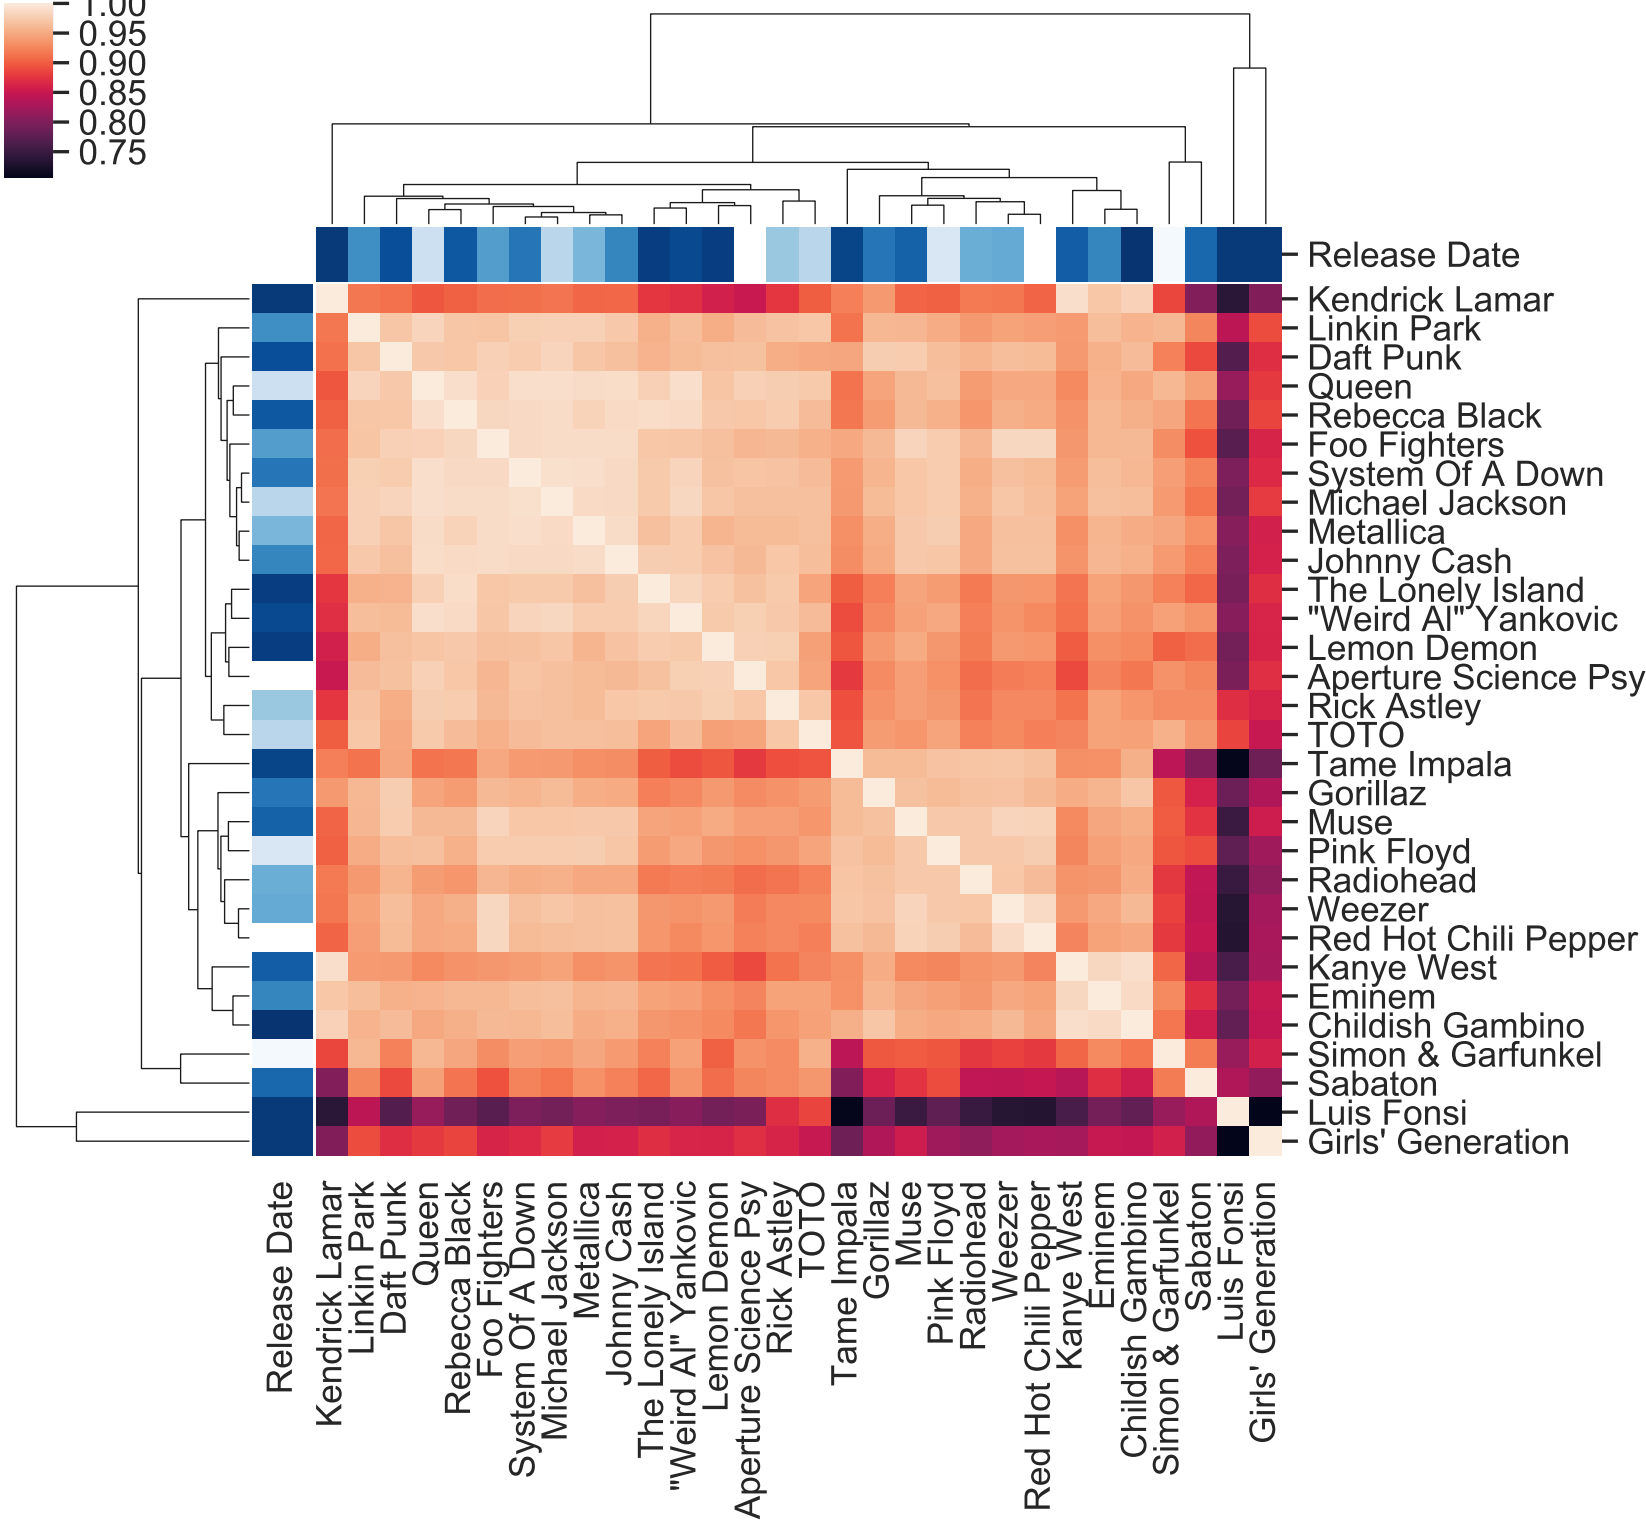 1.00
0.95
0.90
0.85
0.80
0.75
Release Date
Kendrick Lamar
Linkin Park
Daft Punk
Queen
Rebecca Black
Foo Fighters
System Of A Down
Michael Jackson
Metallica
Johnny Cash
The Lonely Island
"Weird Al" Yankovic
Lemon Demon
Aperture Science Psy
Rick Astley
TOTO
Tame Impala
Gorillaz
Muse
Pink Floyd
Radiohead
Weezer
Red Hot Chili Pepper
Kanye West
Eminem
Childish Gambino
Simon & Garfunkel
Sabaton
Luis Fonsi
Girls' Generation
Release Date
Kendrick Lamar
Linkin Park
Daft Punk
Queen
Rebecca Black
Foo Fighters
System Of A Down
Michael Jackson
Metallica
Johnny Cash
The Lonely Island
"Weird Al" Yankovic
Lemon Demon
Aperture Science Psy
Rick Astley
TOTO
Tame Impala
Gorillaz
Muse
Pink Floyd
Radiohead
Weezer
Red Hot Chili Pepper
Kanye West
Eminem
Childish Gambino
Simon & Garfunkel
Sabaton
Luis Fonsi
Girls' Generation